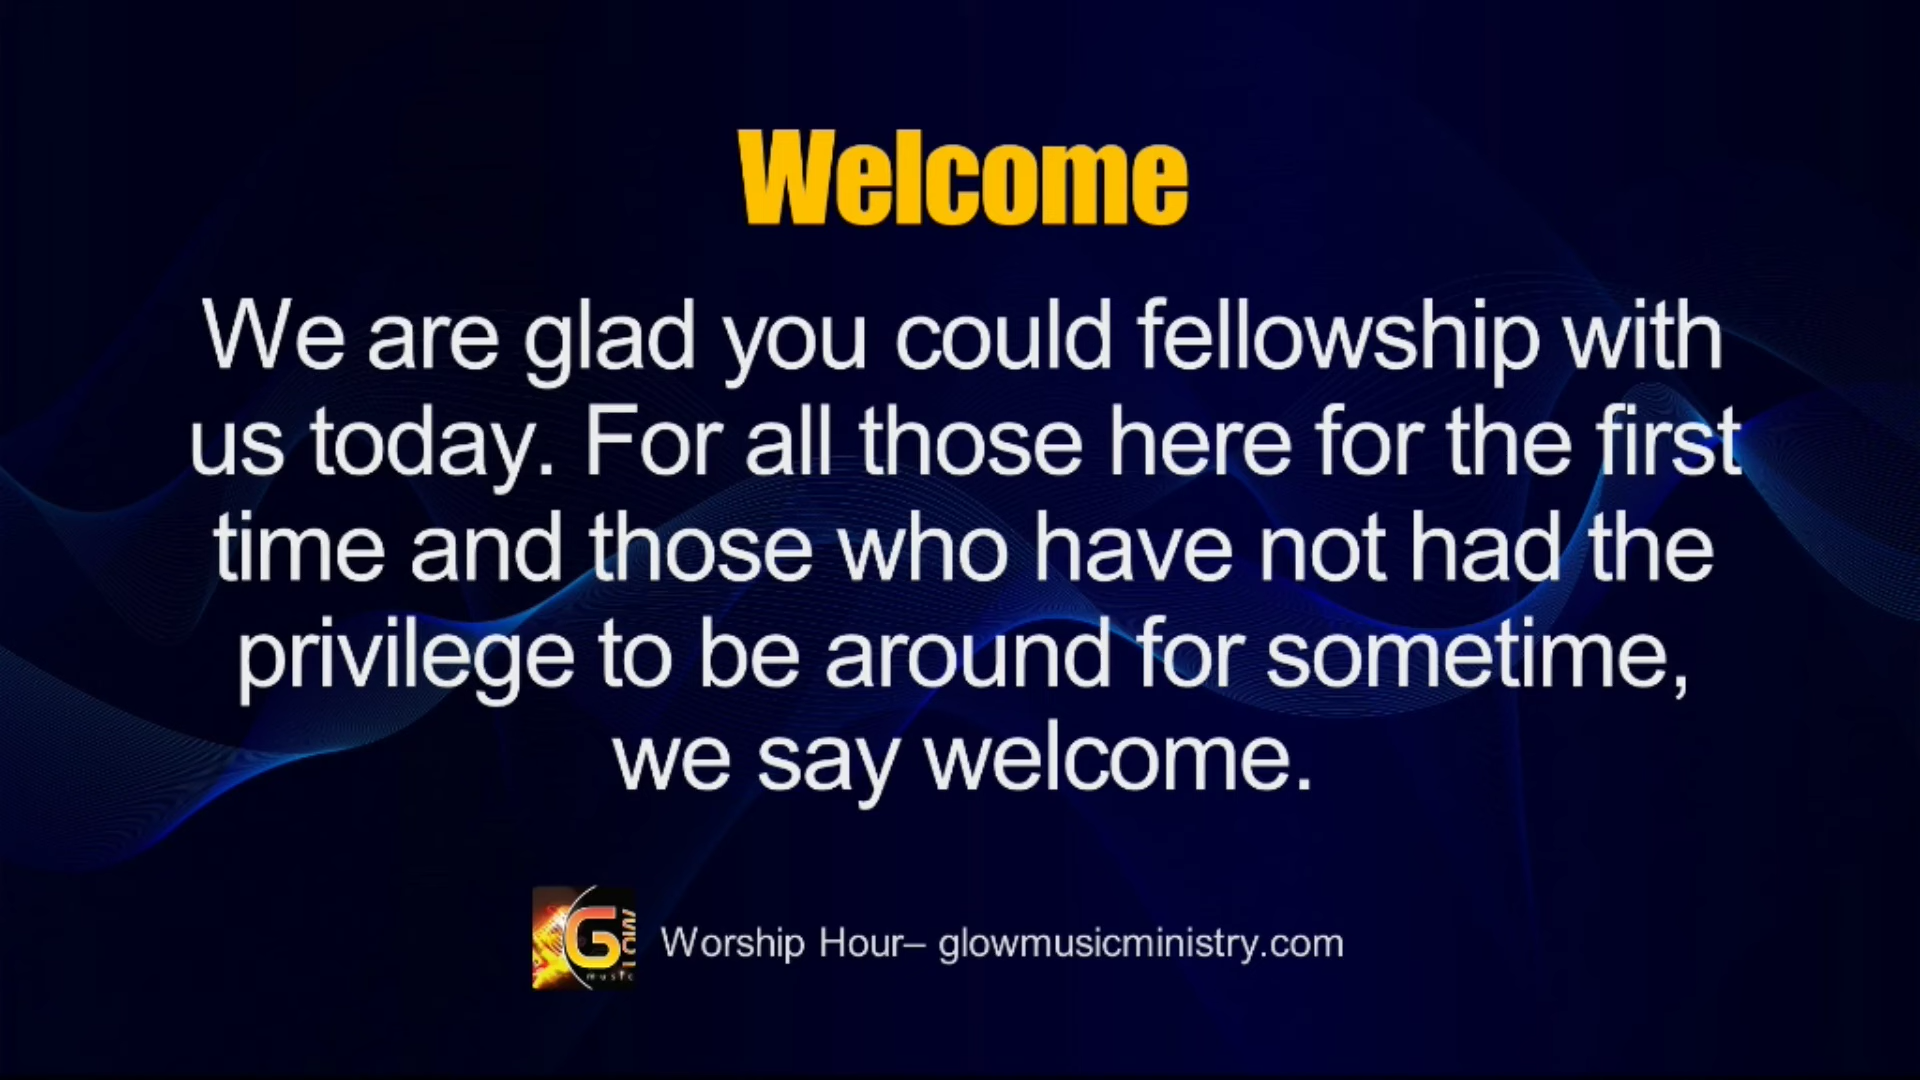 Welcome
We are glad you could fellowship with
us today. For all those here for the first
time and those who have not had the
privilege to be around for sometime,
we say welcome.
G
LOW
music
Worship Hour– glowmusicministry.com